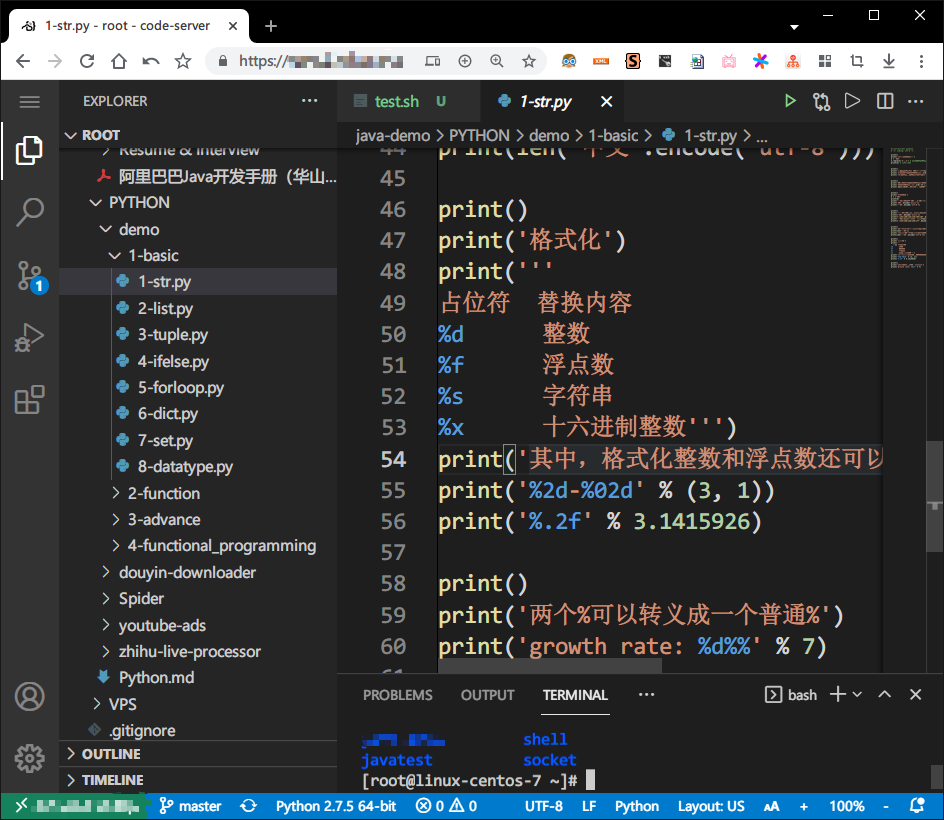 1-str.py - root - code-server
https://
EXPLORER
ROOT
Resume & Interview
阿里巴巴Java开发手册（华山...
PYTHON
demo
1-basic
1-str.py
2-list.py
3-tuple.py
4-ifelse.py
5-forloop.py
6-dict.py
7-set.py
8-datatype.py
2-function
3-advance
4-functional_programming
douyin-downloader
Spider
youtube-ads
zhihu-live-processor
Python.md
VPS
.gitignore
OUTLINE
TIMELINE
1
test.sh U 1-str.py
java-demo > PYTHON > demo > 1-basic > 1-str.py > ...
44 print(len('中文'.encode('utf-8')))
45
46 print()
47 print('格式化')
48 print('''
49 占位符 替换内容
50 %d 整数
51 %f 浮点数
52 %s 字符串
53 %x 十六进制整数''')
54 print('其中，格式化整数和浮点数还可以
55 print('%2d-%02d' % (3, 1))
56 print('%.2f' % 3.1415926)
57
58 print()
59 print('两个%可以转义成一个普通%')
60 print('growth rate: %d%%' % 7)
61
PROBLEMS OUTPUT TERMINAL ... bash
shell
javatest socket
[root@linux-centos-7 ~]#
master Python 2.7.5 64-bit 0 0 UTF-8 LF Python Layout: US AA + 100% -